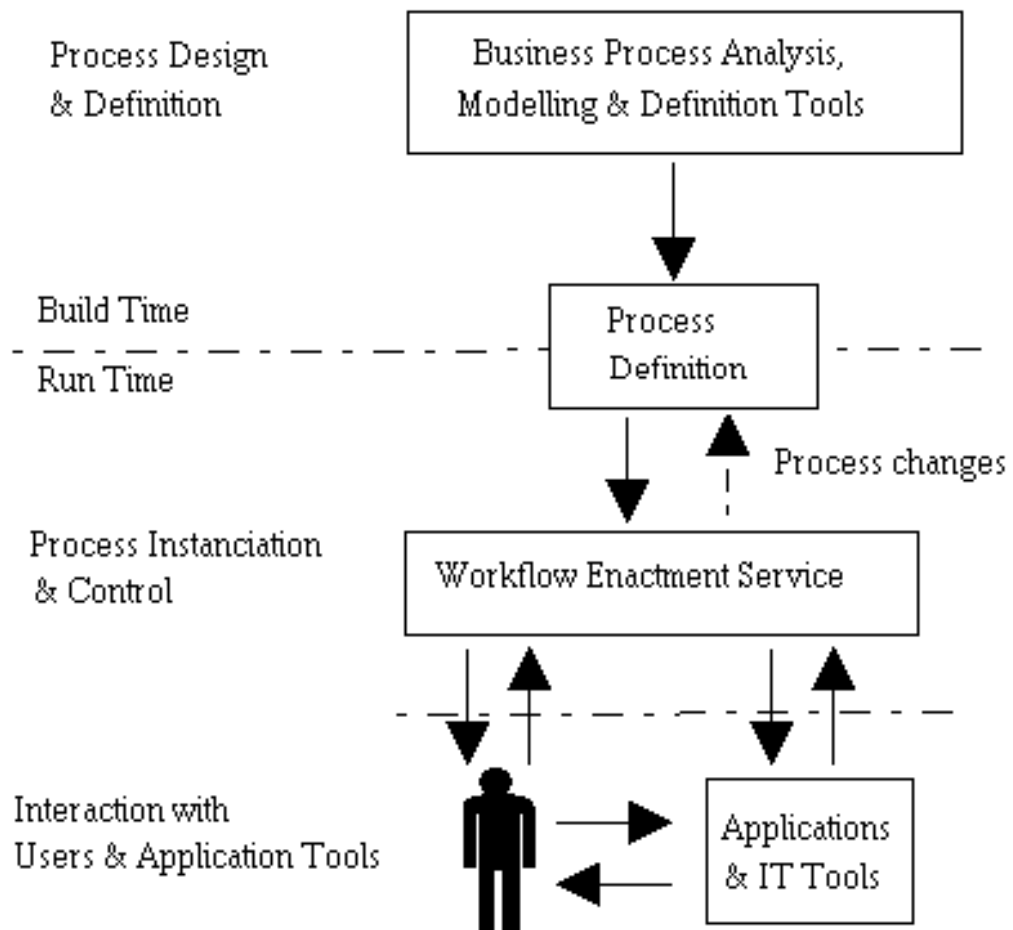 Process Design
& Definition
Business Process Analysis,
Modelling & Definition Tools
Build Time
Run Time
Process
Definition
Process changes
Process Instanciation
& Control
Workflow Enactment Service
Interaction with
Users & Application Tools
Applications
& IT Tools